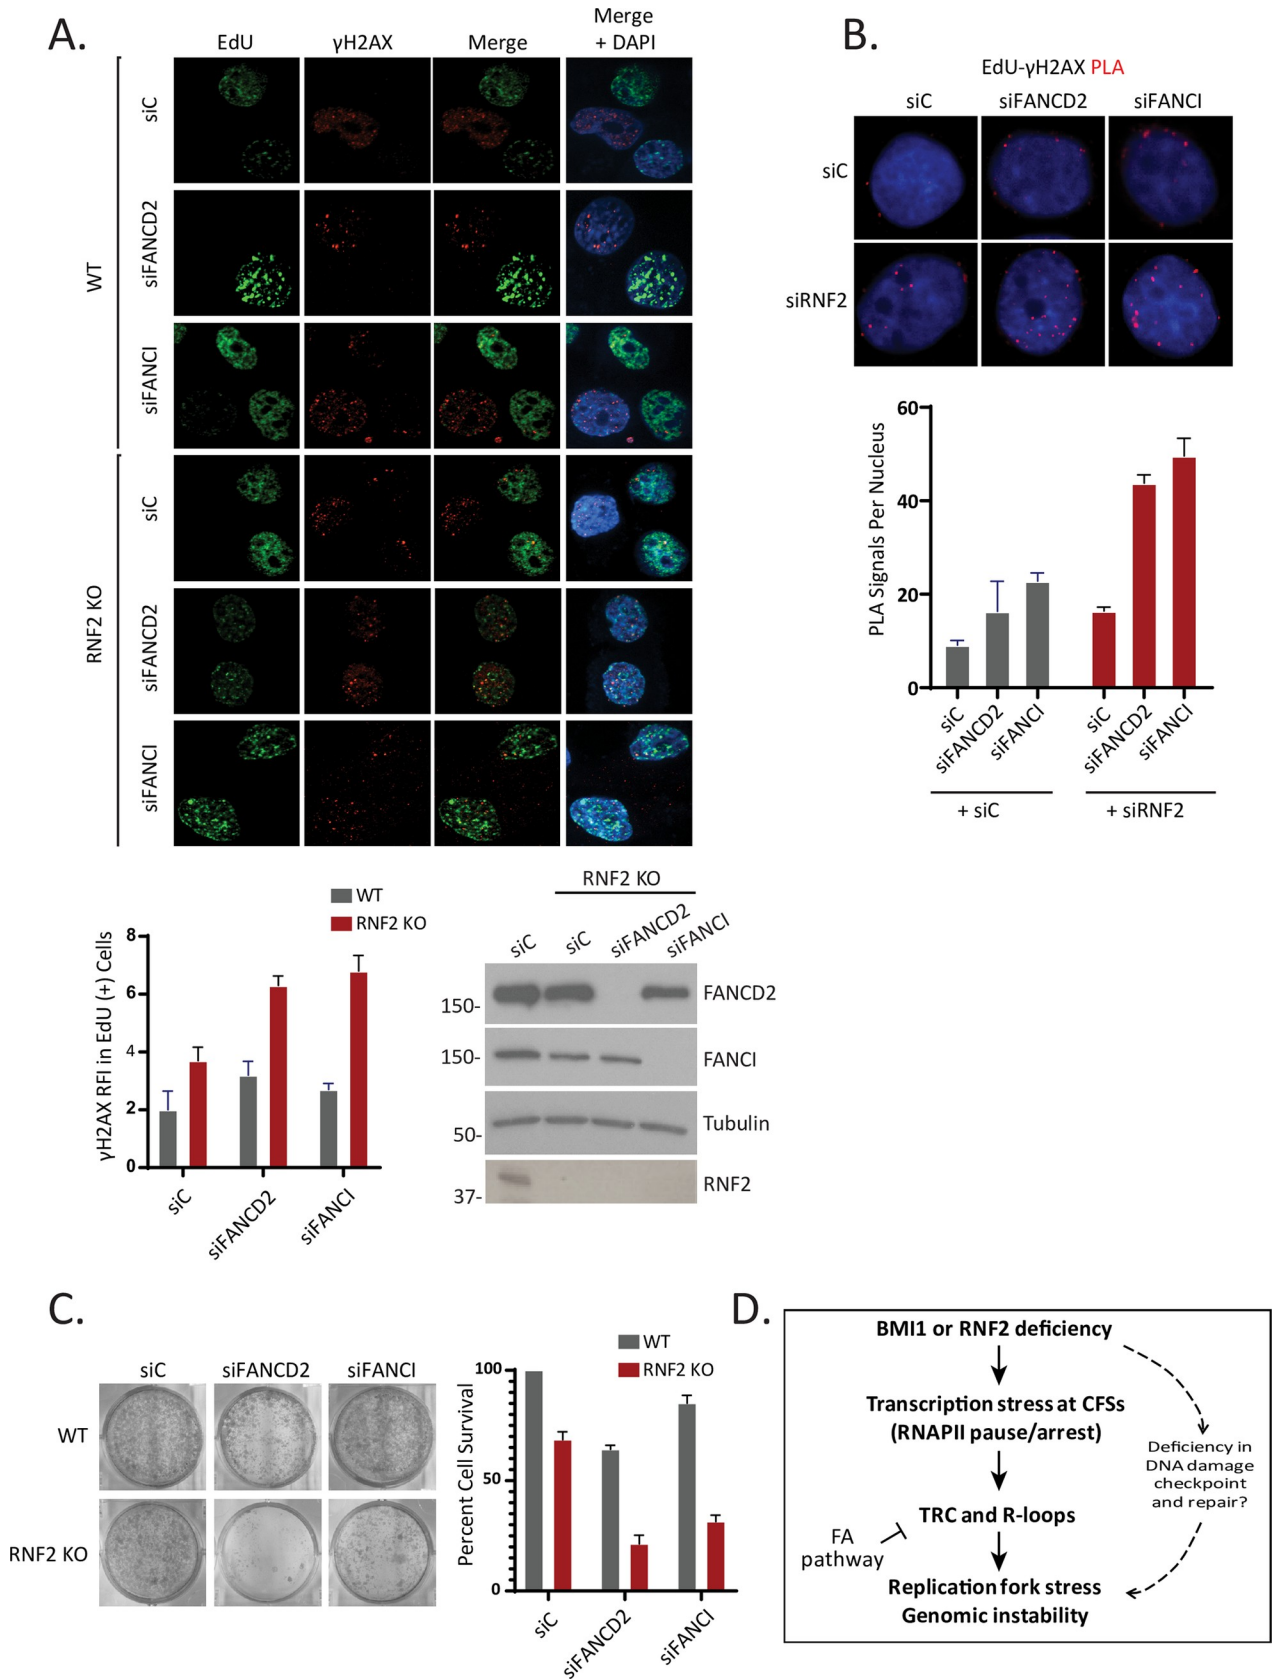 A.
EdU
γH2AX
Merge
Merge
+ DAPI
WT
siC
siFANCD2
siFANCI
RNF2 KO
siC
siFANCD2
siFANCI
WT
RNF2 KO
γH2AX RFI in EdU (+) Cells
8
6
4
2
0
siC
siFANCD2
siFANCI
RNF2 KO
siC
siC
siFANCD2
siFANCI
150-
FANCD2
150-
FANCI
50-
Tubulin
37-
RNF2
B.
EdU-γH2AX PLA
siC
siFANCD2
siFANCI
siC
siRNF2
PLA Signals Per Nucleus
60
40
20
0
siC
siFANCD2
siFANCI
siC
siFANCD2
siFANCI
+ siC
+ siRNF2
C.
siC
siFANCD2
siFANCI
WT
RNF2 KO
WT
RNF2 KO
Percent Cell Survival
100
50
0
siC
siFANCD2
siFANCI
D.
BMI1 or RNF2 deficiency
Transcription stress at CFSs
(RNAPII pause/arrest)
Deficiency in
DNA damage
checkpoint
and repair?
TRC and R-loops
FA
pathway
Replication fork stress
Genomic instability